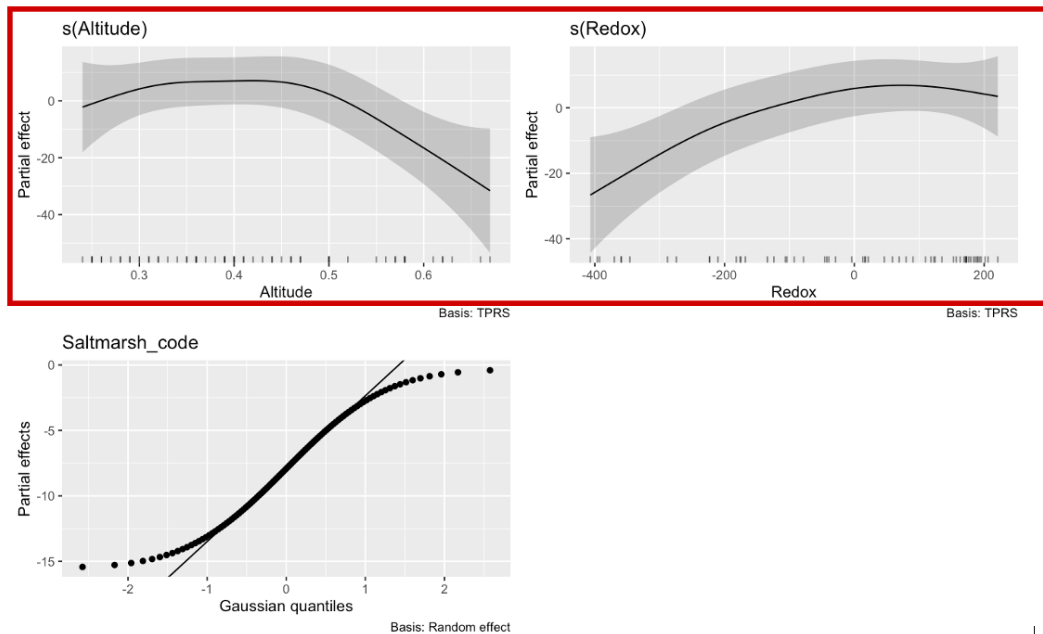 s(Altitude)
0
-20
-40
Partial effect
0.3
0.4
0.5
0.6
Altitude
Basis: TPRS
s(Redox)
0
-20
-40
Partial effect
-400
-200
0
200
Redox
Basis: TPRS
Saltmarsh_code
0
-5
-10
-15
Partial effects
-2
-1
0
1
2
Gaussian quantiles
Basis: Random effect